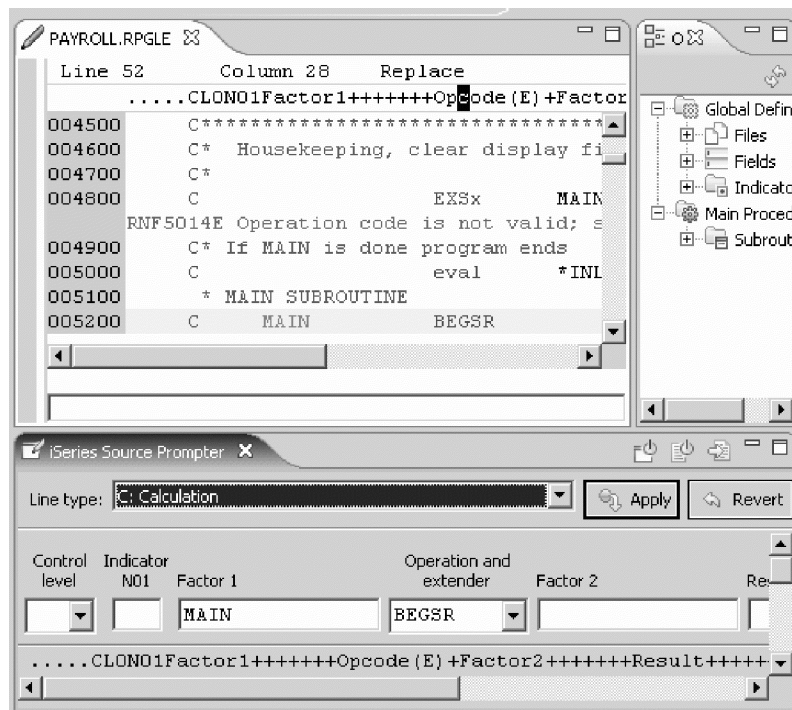 PAYROLL.RPGLE
Line 52 Column 28 Replace
.....CL0N01Factor1+++++++Opcode(E)+Factor
004500 C*********************************
004600 C* Housekeeping, clear display fi
004700 C*
004800 C EXSx MAIN
RNF5014E Operation code is not valid; s
004900 C* If MAIN is done program ends
005000 C eval *INL
005100 * MAIN SUBROUTINE
005200 C MAIN BEGSR
O
Global Defin
Files
Fields
Indicato
Main Proced
Subrout
iSeries Source Prompter
Line type: C: Calculation Apply Revert
Control level Indicator N01 Factor 1 Operation and extender Factor 2 Re
MAIN BEGSR
.....CL0N01Factor1+++++++Opcode(E)+Factor2+++++++Result++++++